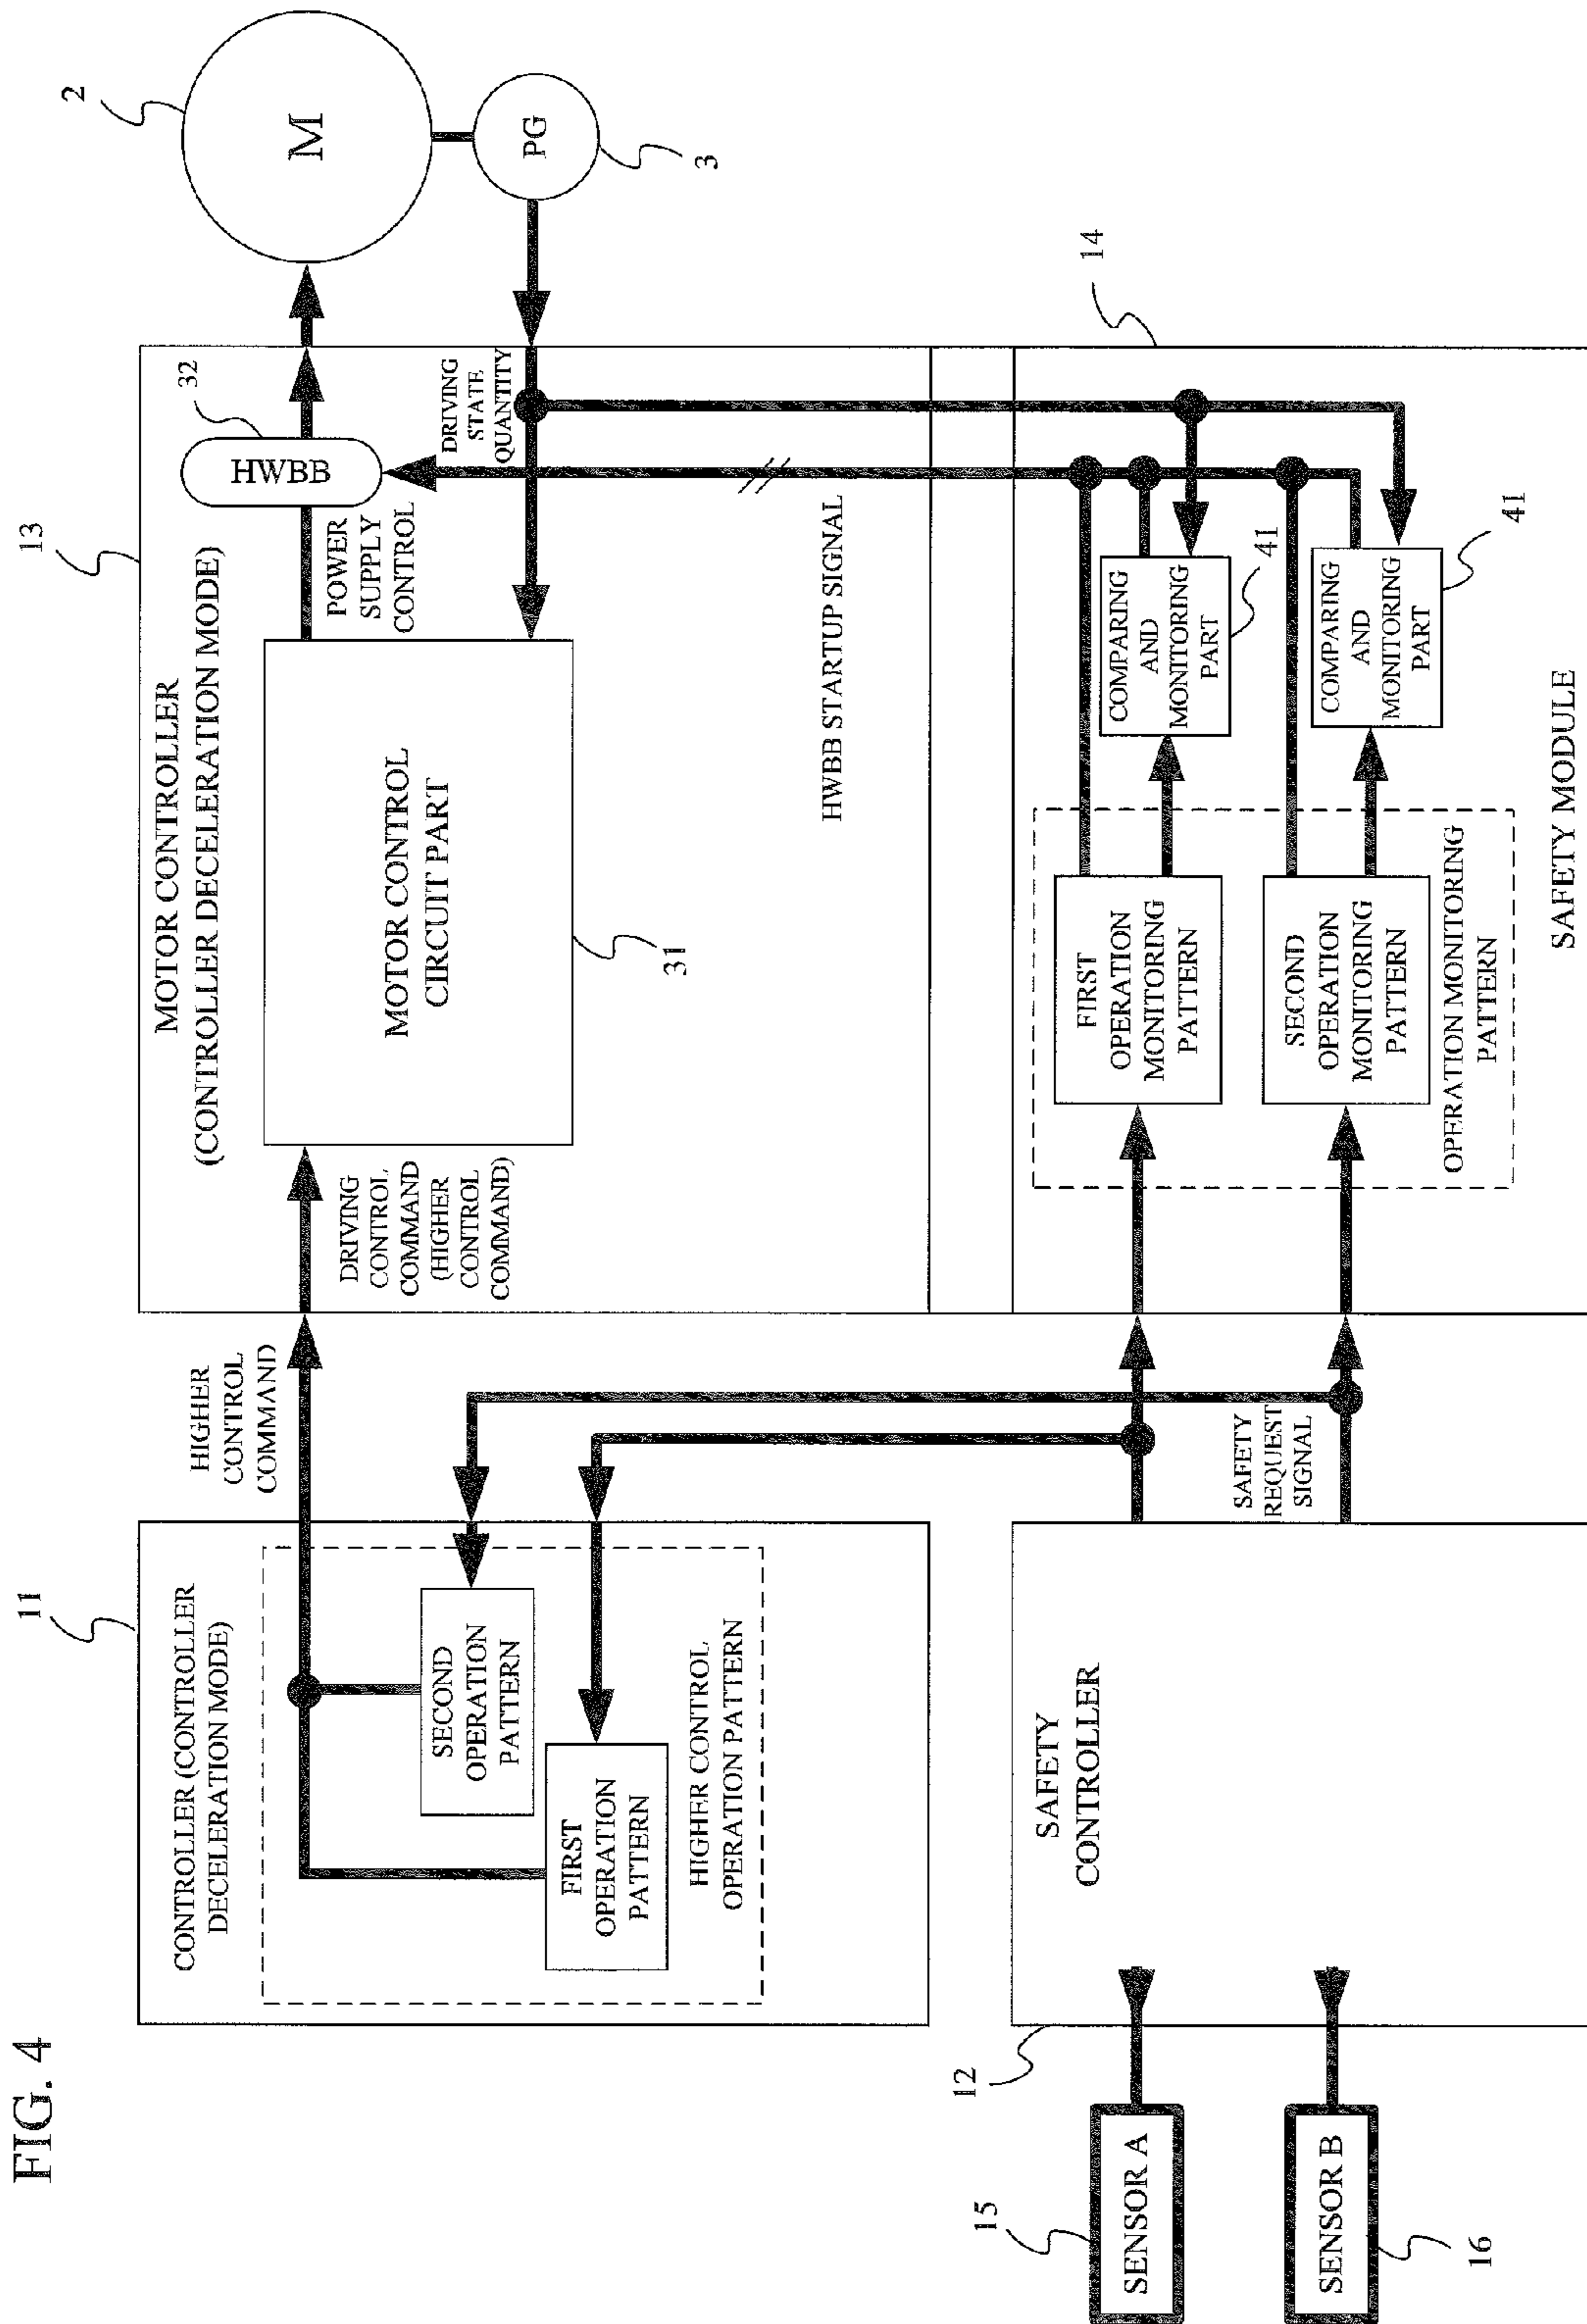 FIG. 4
11
CONTROLLER (CONTROLLER
DECELERATION MODE)
SECOND
OPERATION
PATTERN
FIRST
OPERATION
PATTERN
HIGHER CONTROL
OPERATION PATTERN
HIGHER
CONTROL
COMMAND
13
MOTOR CONTROLLER
(CONTROLLER DECELERATION MODE)
DRIVING
CONTROL
COMMAND
(HIGHER
CONTROL
COMMAND)
MOTOR CONTROL
CIRCUIT PART
31
POWER
SUPPLY
CONTROL
HWBB
32
DRIVING
STATE
QUANTITY
HWBB STARTUP SIGNAL
2
M
PG
3
15
SENSOR A
SENSOR B
16
12
SAFETY
CONTROLLER
SAFETY
REQUEST
SIGNAL
14
FIRST
OPERATION
MONITORING
PATTERN
SECOND
OPERATION
MONITORING
PATTERN
OPERATION MONITORING
PATTERN
COMPARING
AND
MONITORING
PART
41
COMPARING
AND
MONITORING
PART
41
SAFETY MODULE